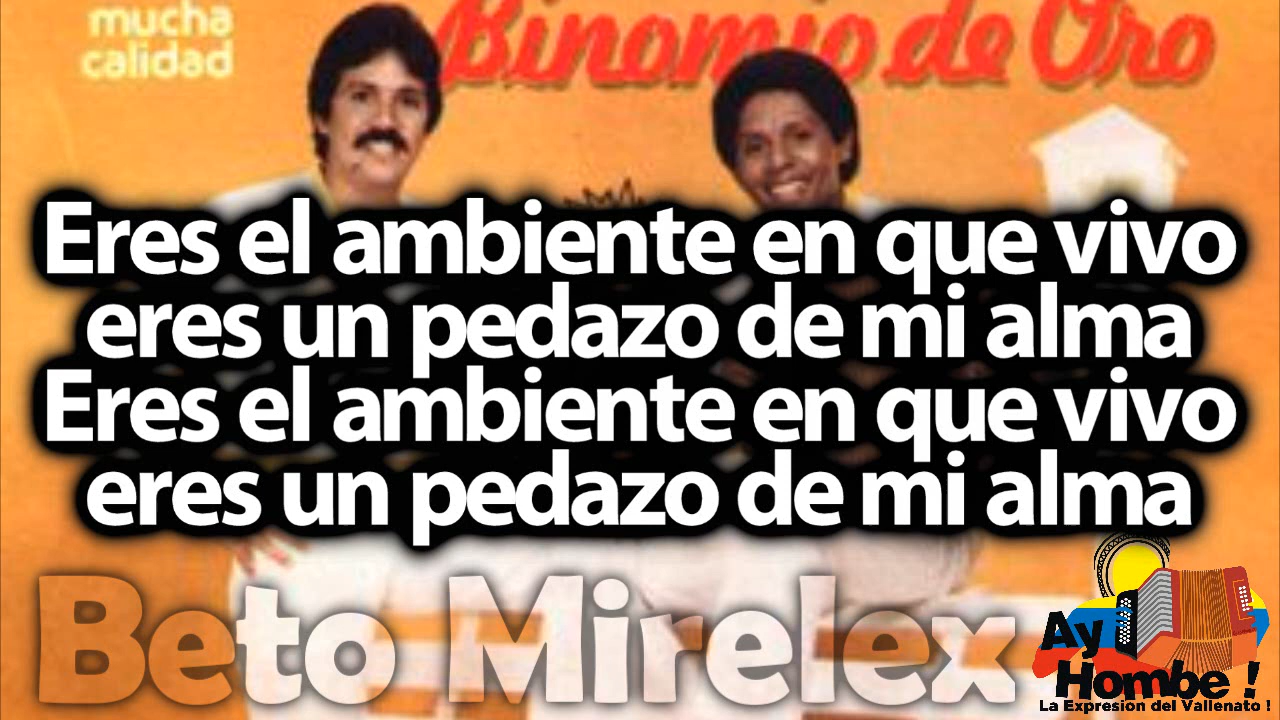 mucha
calidad
Binomio de Oro
Eres el ambiente en que vivo
eres un pedazo de mi alma
Eres el ambiente en que vivo
eres un pedazo de mi alma
Beto Mirelex
Ay
Hombe !
La Expresion del Vallenato !